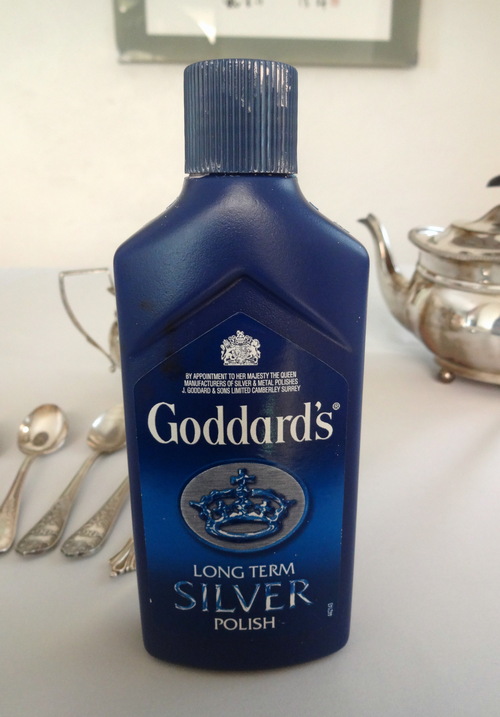 BY APPOINTMENT TO HER MAJESTY THE QUEEN
MANUFACTURERS OF SILVER & METAL POLISHES
J. GODDARD & SONS LIMITED CAMBERLEY SURREY
Goddard's®
LONG TERM
SILVER
POLISH